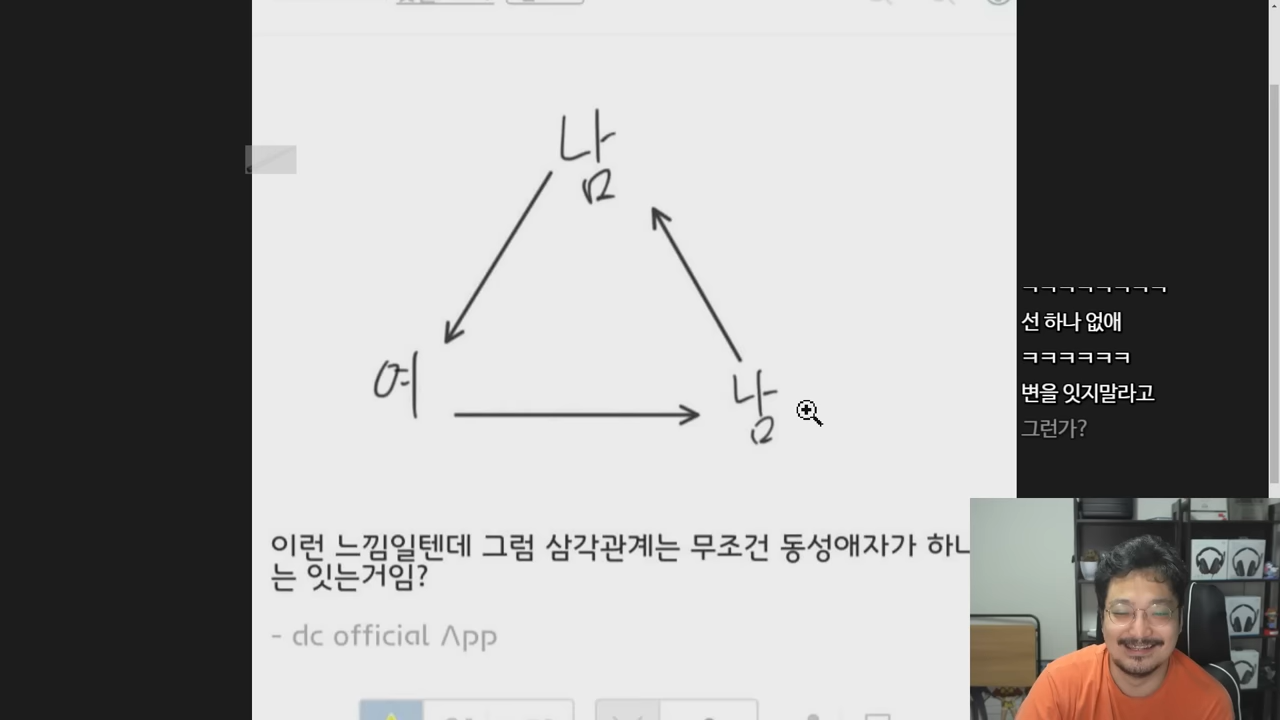 남
여
남
이런 느낌일텐데 그럼 삼각관계는 무조건 동성애자가
는 잇는거임?
- dc official App
ㅋㅋㅋㅋㅋㅋㅋㅋ
선 하나 없애
ㅋㅋㅋㅋㅋㅋ
변을 잇지말라고
그런가?